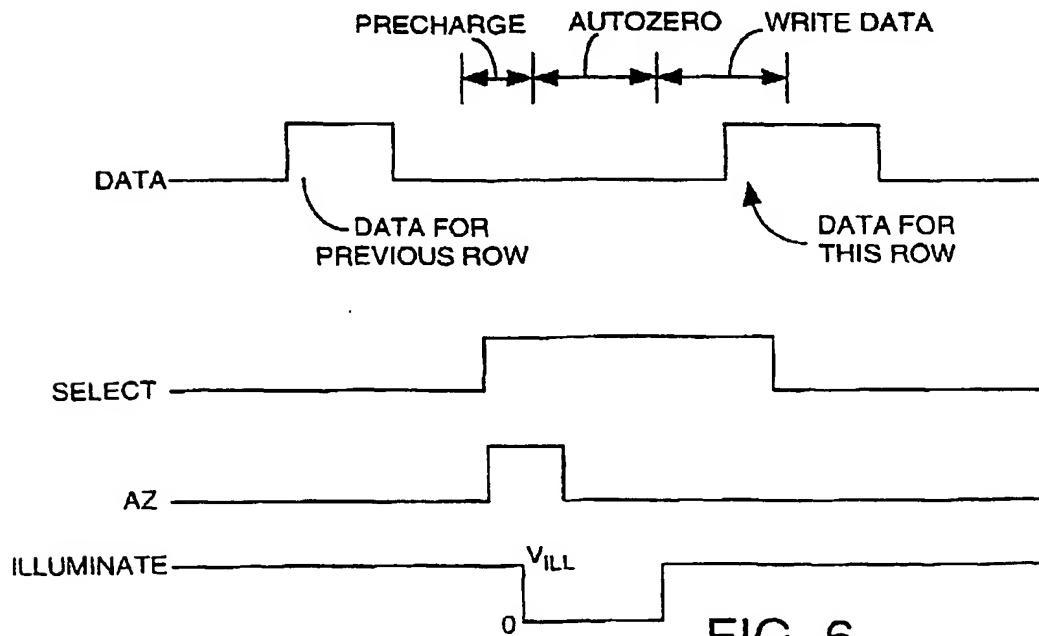 PRECHARGE AUTOZERO WRITE DATA
DATA
DATA FOR
PREVIOUS ROW
DATA FOR
THIS ROW
SELECT
AZ
ILLUMINATE
VILL
0
FIG. 6